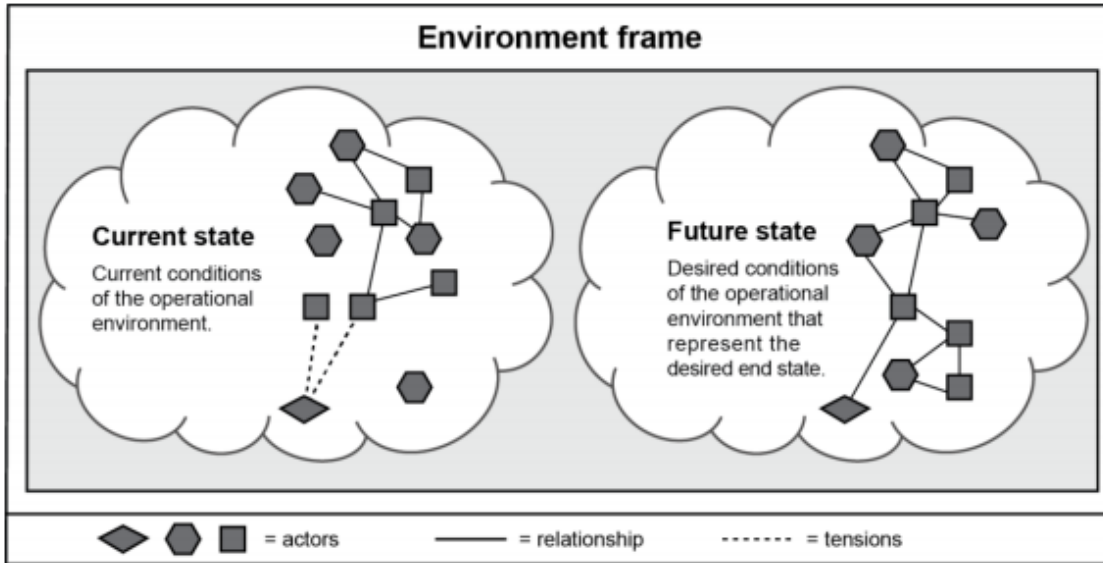 Environment frame
Current state
Current conditions
of the operational
environment.
Future state
Desired conditions
of the operational
environment that
represent the
desired end state.
= actors
= relationship
= tensions